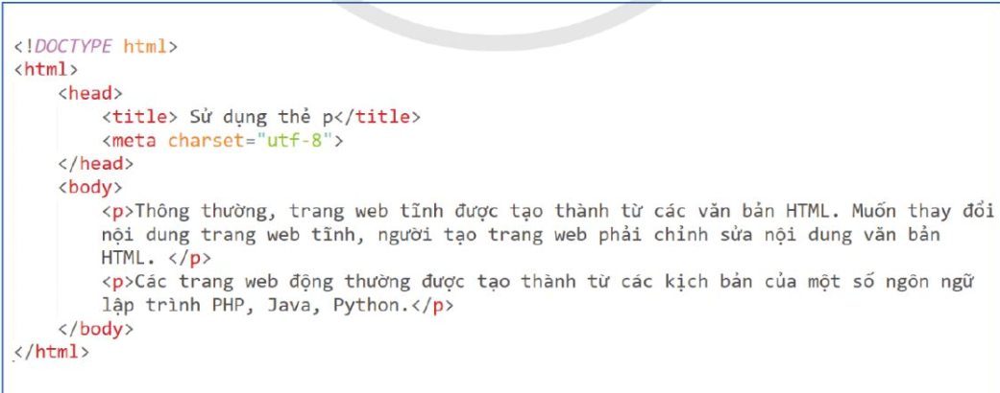 <!DOCTYPE html>
<html>
<head>
<title> Sử dụng thẻ p</title>
<meta charset="utf-8">
</head>
<body>
<p>Thông thường, trang web tĩnh được tạo thành từ các văn bản HTML. Muốn thay đổi
nội dung trang web tĩnh, người tạo trang web phải chỉnh sửa nội dung văn bản
HTML. </p>
<p>Các trang web động thường được tạo thành từ các kịch bản của một số ngôn ngữ
lập trình PHP, Java, Python.</p>
</body>
</html>